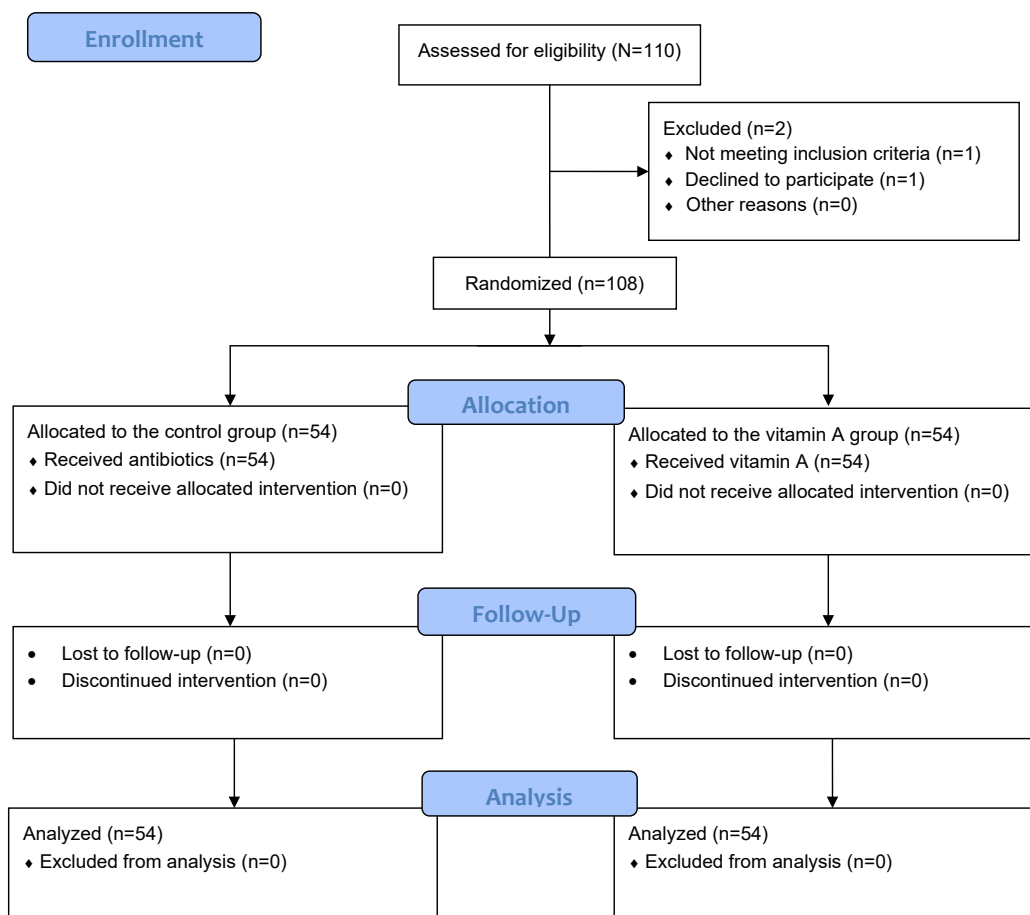 Enrollment
Assessed for eligibility (N=110)
Excluded (n=2)
♦ Not meeting inclusion criteria (n=1)
♦ Declined to participate (n=1)
♦ Other reasons (n=0)
Randomized (n=108)
Allocation
Allocated to the control group (n=54)
♦ Received antibiotics (n=54)
♦ Did not receive allocated intervention (n=0)
Allocated to the vitamin A group (n=54)
♦ Received vitamin A (n=54)
♦ Did not receive allocated intervention (n=0)
Follow-Up
• Lost to follow-up (n=0)
• Discontinued intervention (n=0)
• Lost to follow-up (n=0)
• Discontinued intervention (n=0)
Analysis
Analyzed (n=54)
♦ Excluded from analysis (n=0)
Analyzed (n=54)
♦ Excluded from analysis (n=0)